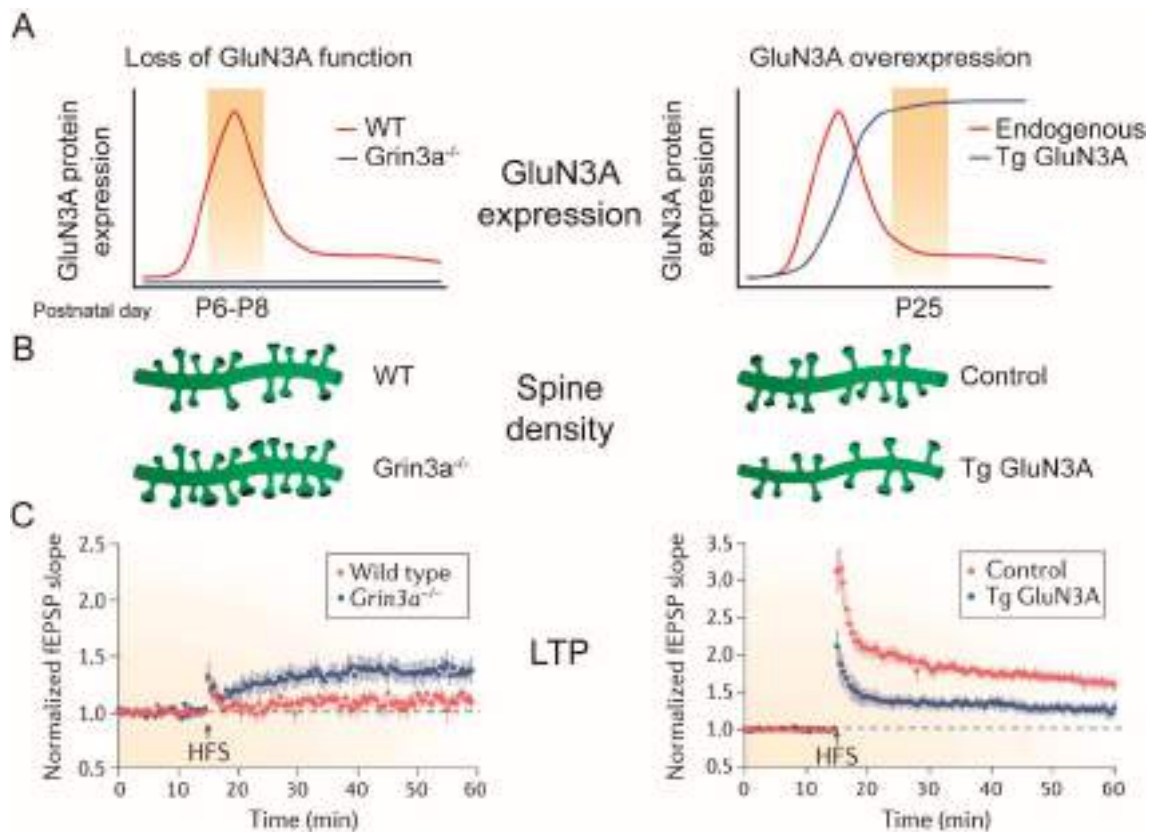 A
Loss of GluN3A function
GluN3A overexpression
GluN3A protein
expression
WT
Grin3a-/-
GluN3A
expression
GluN3A protein
expression
Endogenous
Tg GluN3A
Postnatal day
P6-P8
P25
B
WT
Grin3a-/-
Spine
density
Control
Tg GluN3A
C
Normalized fEPSP slope
2.5
2.0
1.5
1.0
0.5
Wild type
Grin3a-/-
HFS
0 10 20 30 40 50 60
Time (min)
LTP
Normalized fEPSP slope
3.5
3.0
2.5
2.0
1.5
1.0
0.5
Control
Tg GluN3A
HFS
0 10 20 30 40 50 60
Time (min)